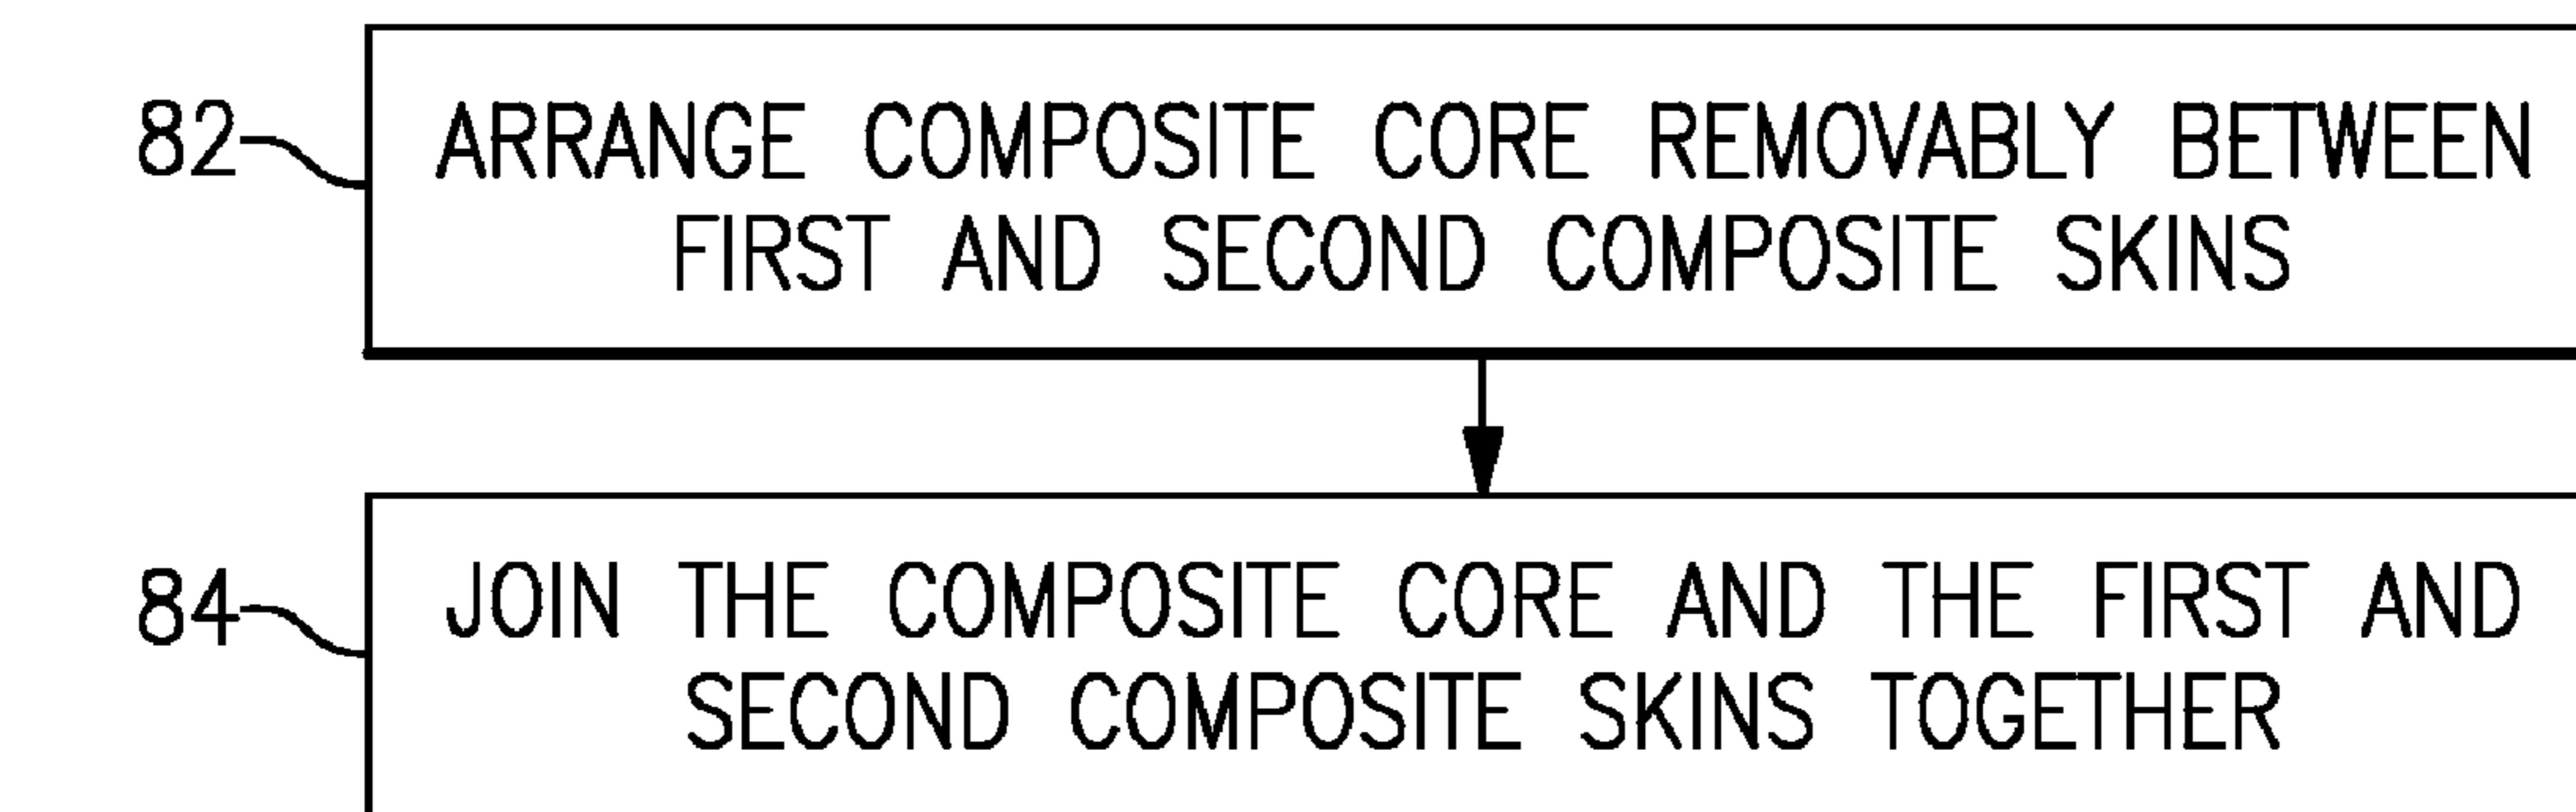 82
ARRANGE COMPOSITE CORE REMOVABLY BETWEEN
FIRST AND SECOND COMPOSITE SKINS
84
JOIN THE COMPOSITE CORE AND THE FIRST AND
SECOND COMPOSITE SKINS TOGETHER